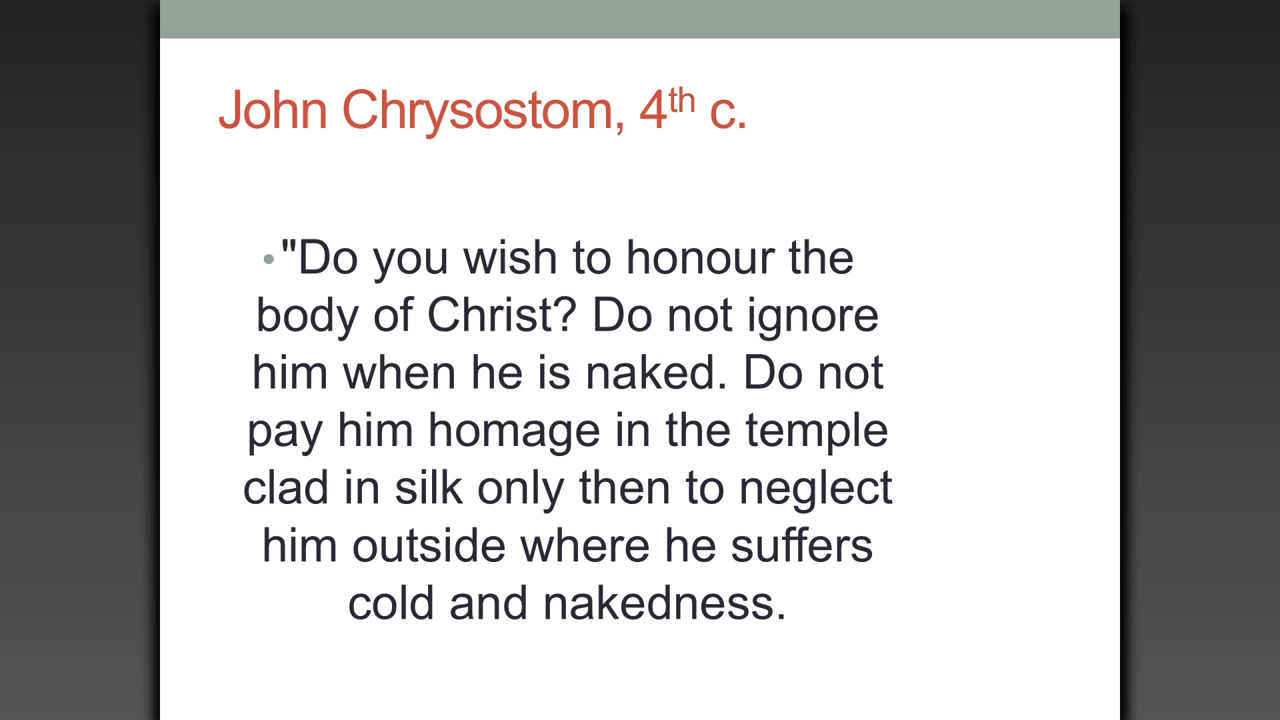 John Chrysostom, 4th c.
•"Do you wish to honour the
body of Christ? Do not ignore
him when he is naked. Do not
pay him homage in the temple
clad in silk only then to neglect
him outside where he suffers
cold and nakedness.